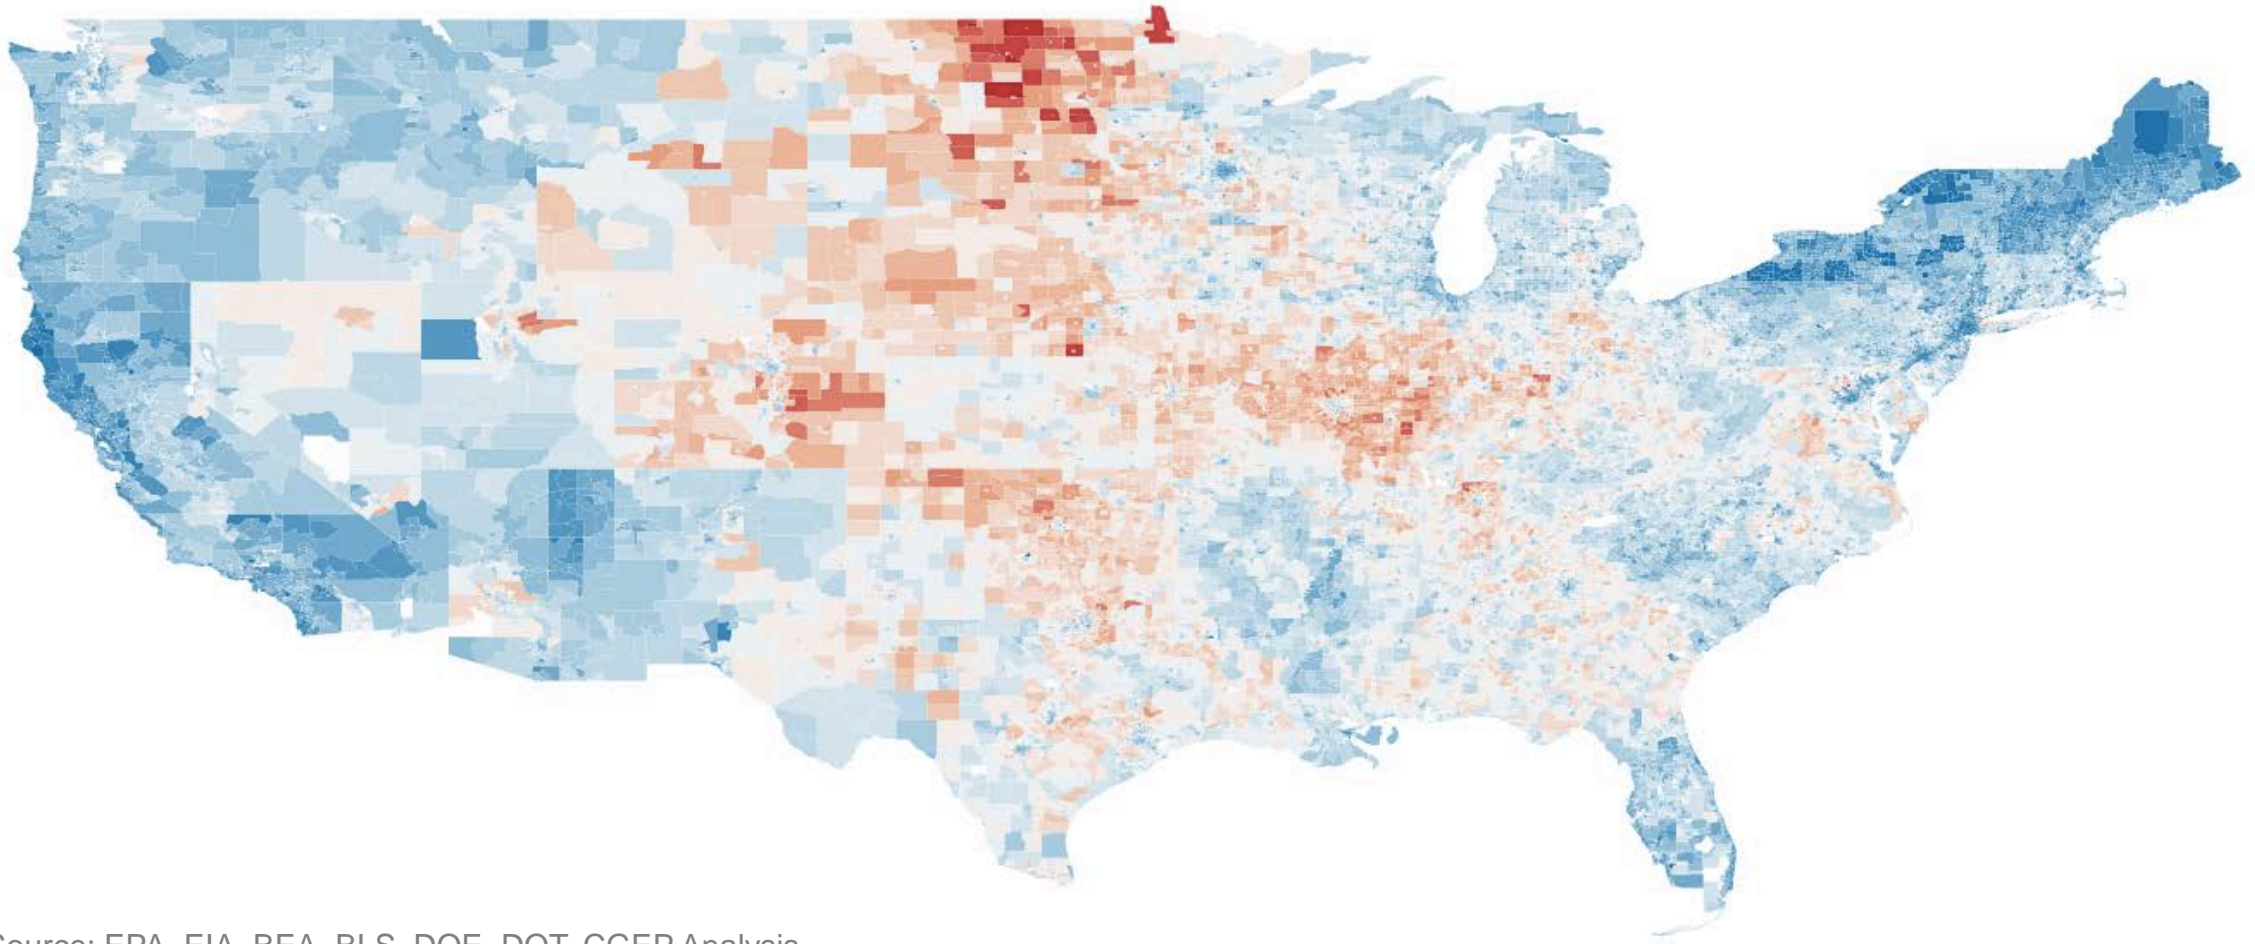 Source: EPA, EIA, BEA, BLS, DOE, DOT, CGEP Analysis